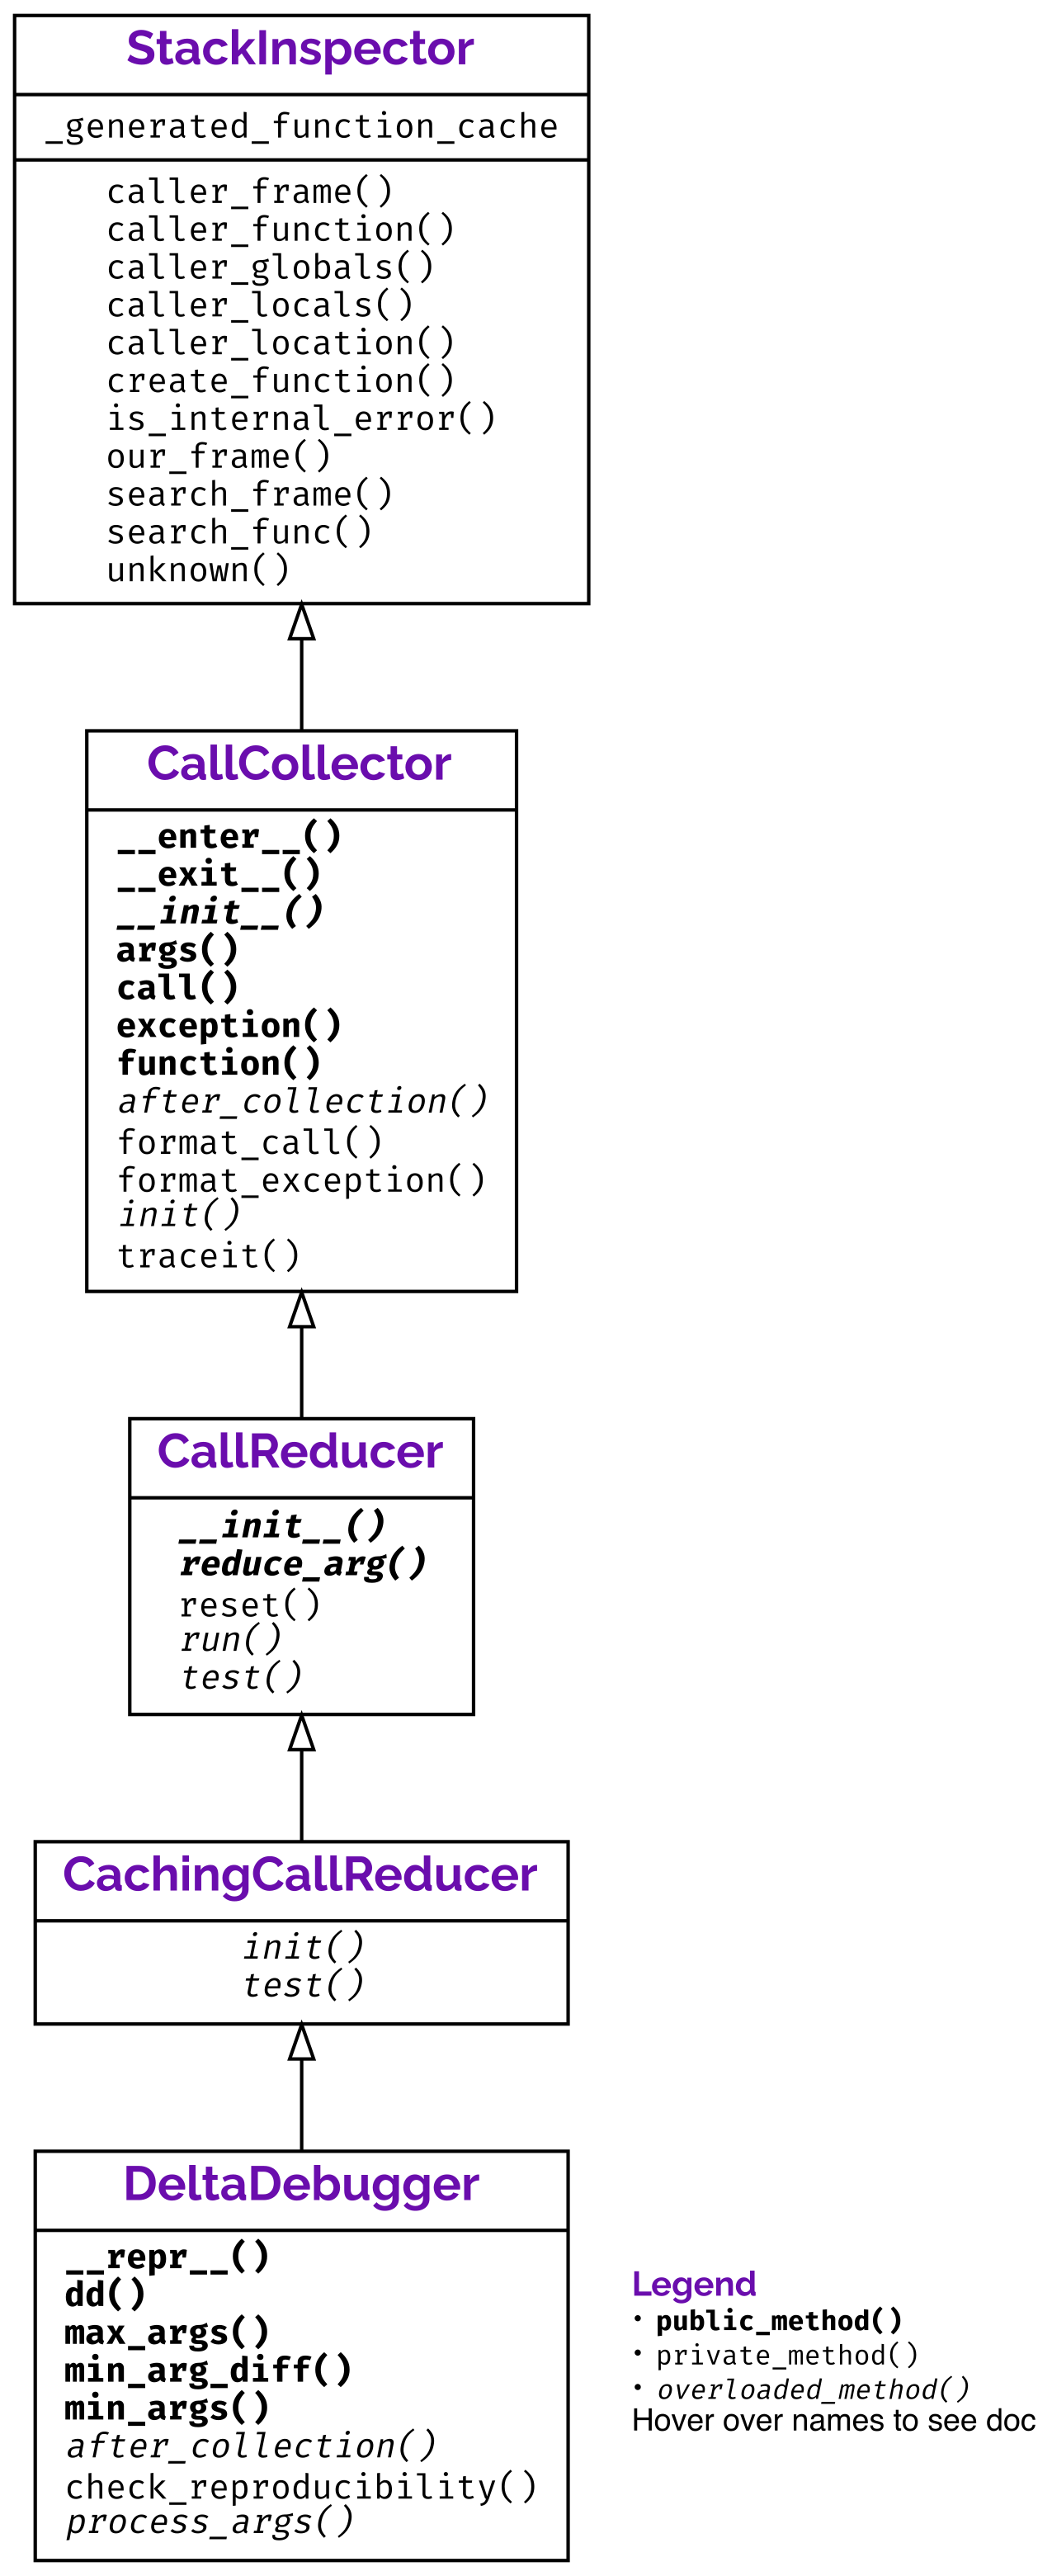 StackInspector
_generated_function_cache
caller_frame()
caller_function()
caller_globals()
caller_locals()
caller_location()
create_function()
is_internal_error()
our_frame()
search_frame()
search_func()
unknown()
CallCollector
__enter__()
__exit__()
__init__()
args()
call()
exception()
function()
after_collection()
format_call()
format_exception()
init()
traceit()
CallReducer
__init__()
reduce_arg()
reset()
run()
test()
CachingCallReducer
init()
test()
DeltaDebugger
__repr__()
dd()
max_args()
min_arg_diff()
min_args()
after_collection()
check_reproducibility()
process_args()
Legend
• public_method()
• private_method()
• overloaded_method()
Hover over names to see doc